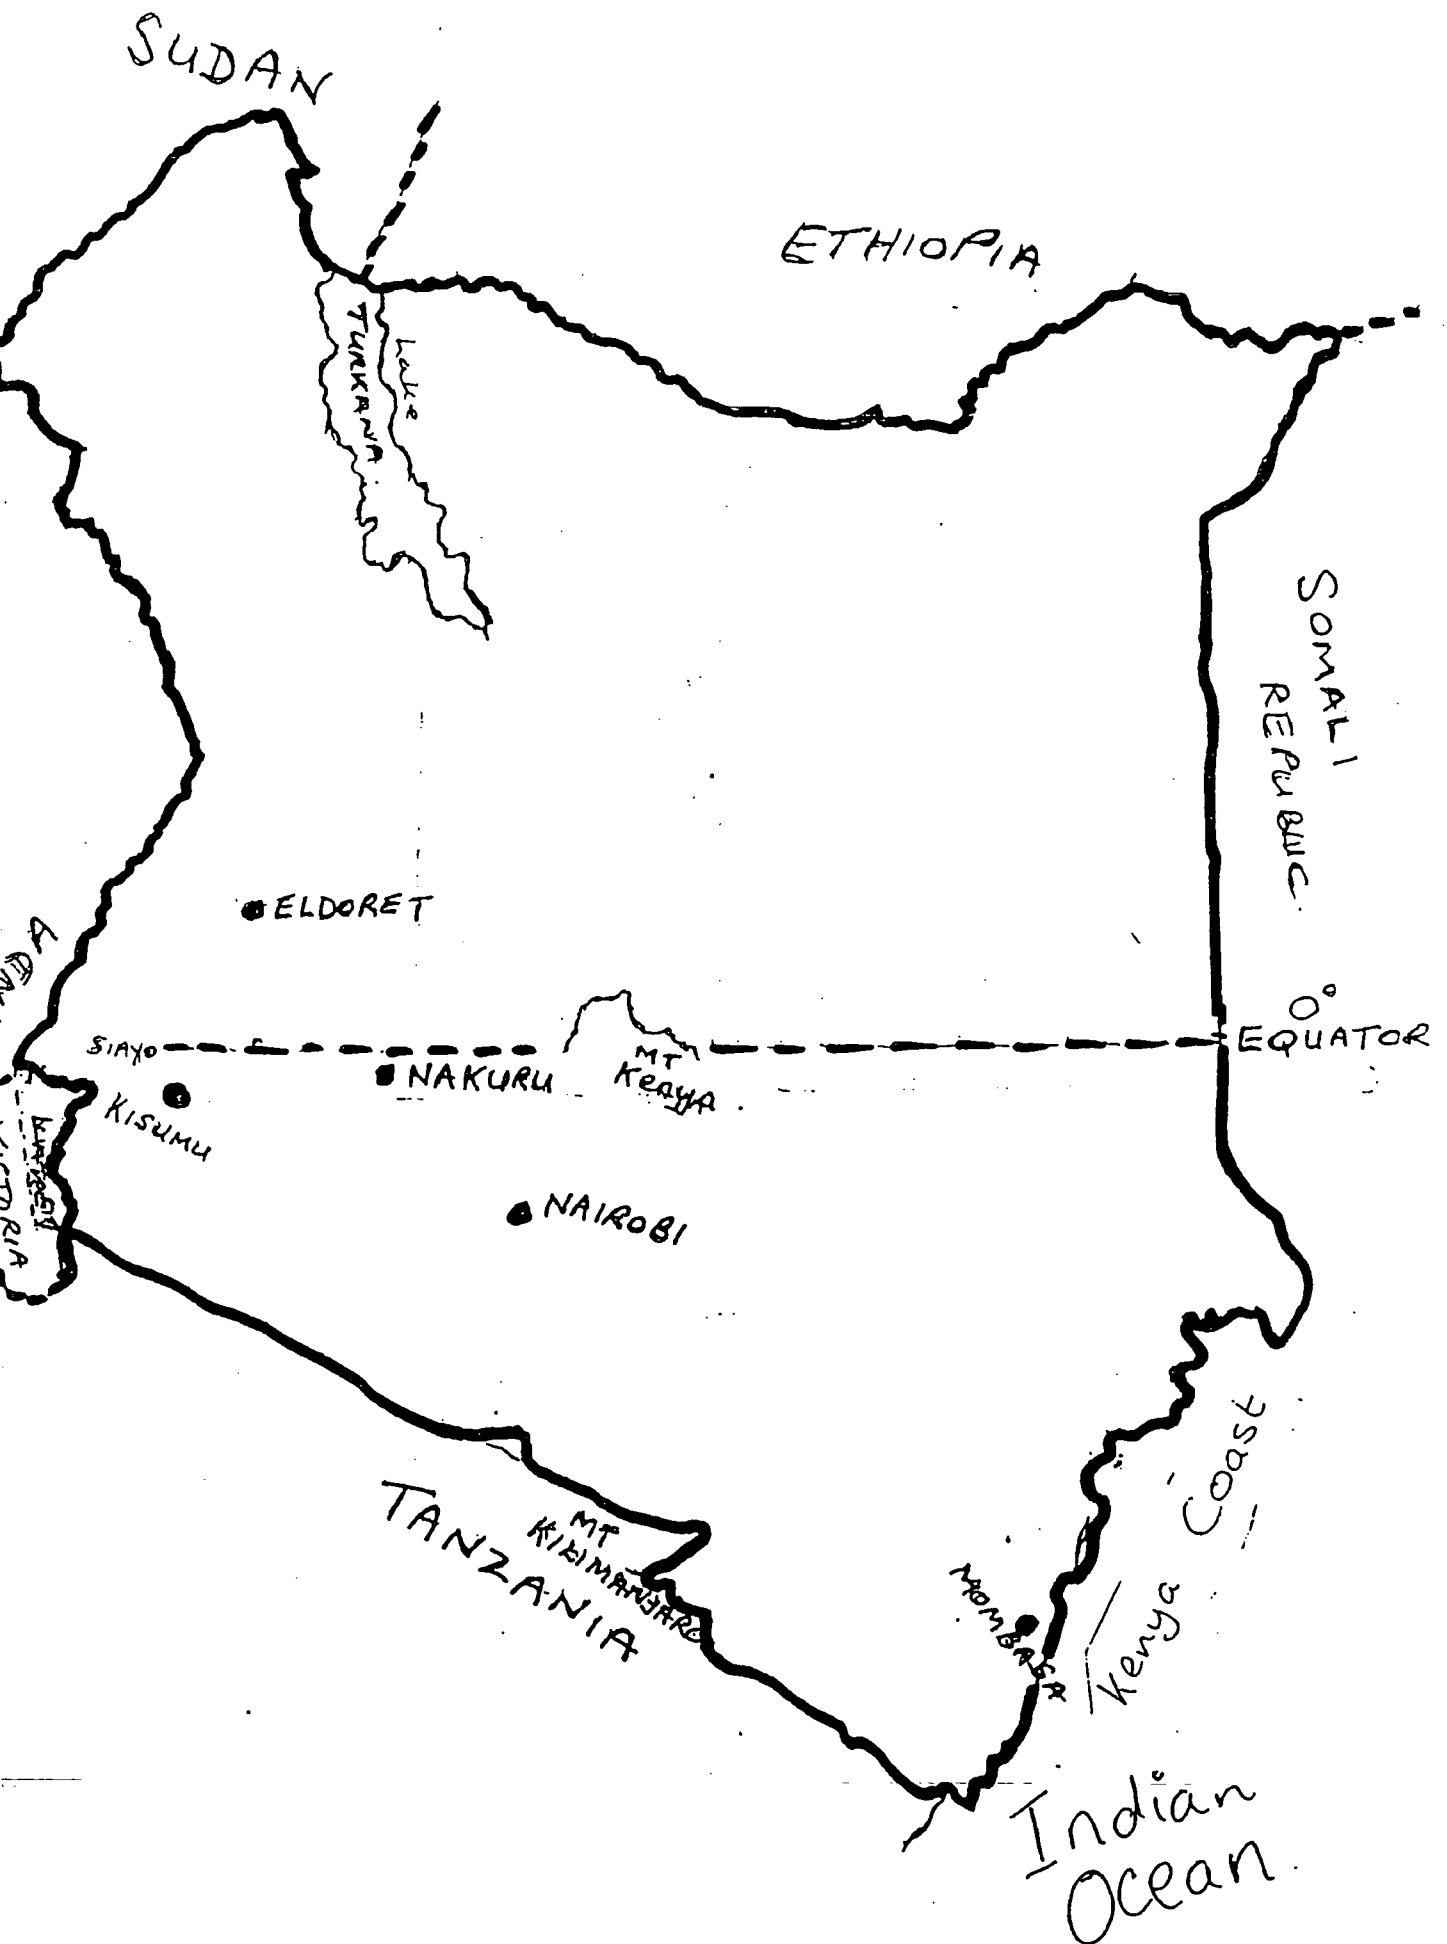 SUDAN
ETHIOPIA
Lake
TURKANA
SOMALI
REPUBLIC.
ELDORET
0°
SIAYO
EQUATOR
MT
Kenya
NAKURU
KISUMU
NAIROBI
Coast
Kenya
TANZANIA
MT
KILIMANJARO
MOMBASA
Indian
Ocean.